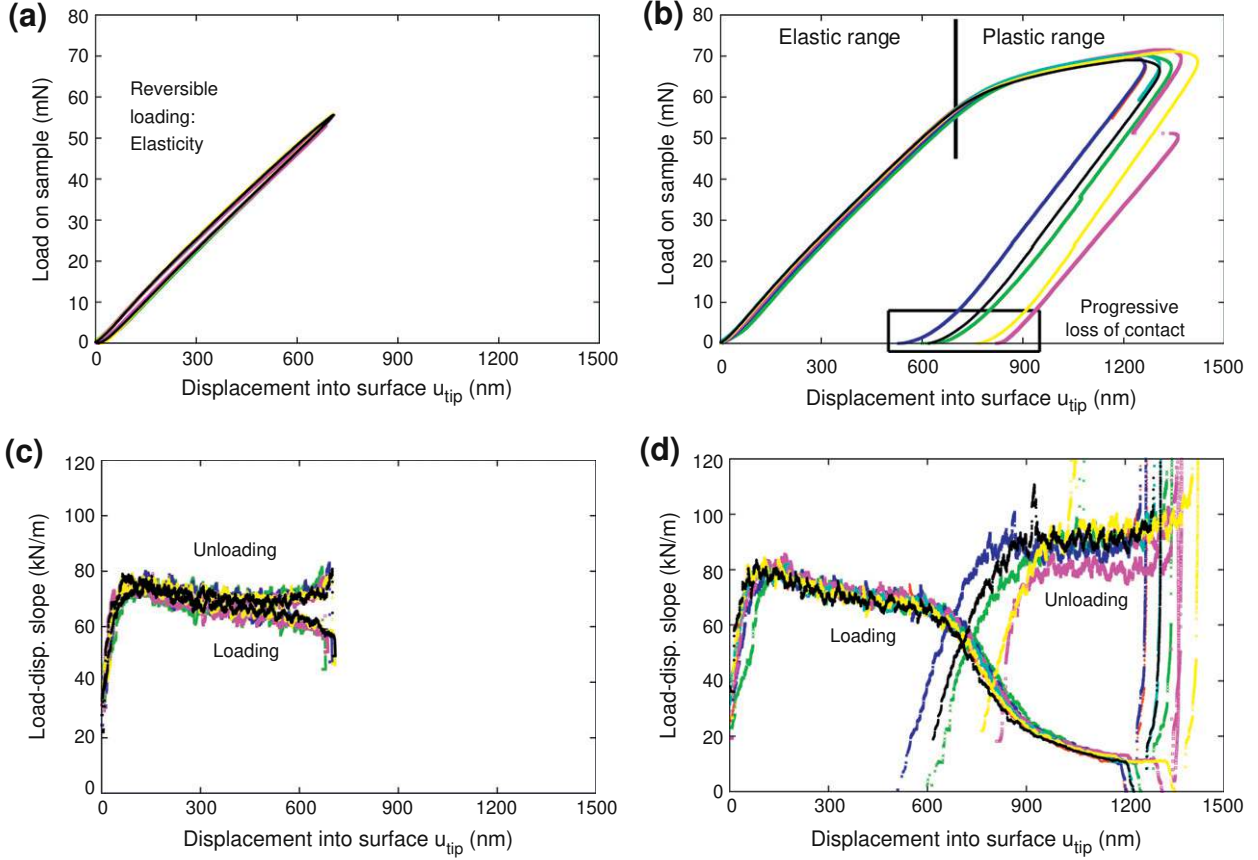 (a)
80
70
60
50
40
30
20
10
0
Load on sample (mN)
Reversible
loading:
Elasticity
0 300 600 900 1200 1500
Displacement into surface u_tip (nm)
(b)
80
70
60
50
40
30
20
10
0
Load on sample (mN)
Elastic range
Plastic range
Progressive
loss of contact
0 300 600 900 1200 1500
Displacement into surface u_tip (nm)
(c)
120
100
80
60
40
20
0
Load-disp. slope (kN/m)
Unloading
Loading
0 300 600 900 1200 1500
Displacement into surface u_tip (nm)
(d)
120
100
80
60
40
20
0
Load-disp. slope (kN/m)
Loading
Unloading
0 300 600 900 1200 1500
Displacement into surface u_tip (nm)